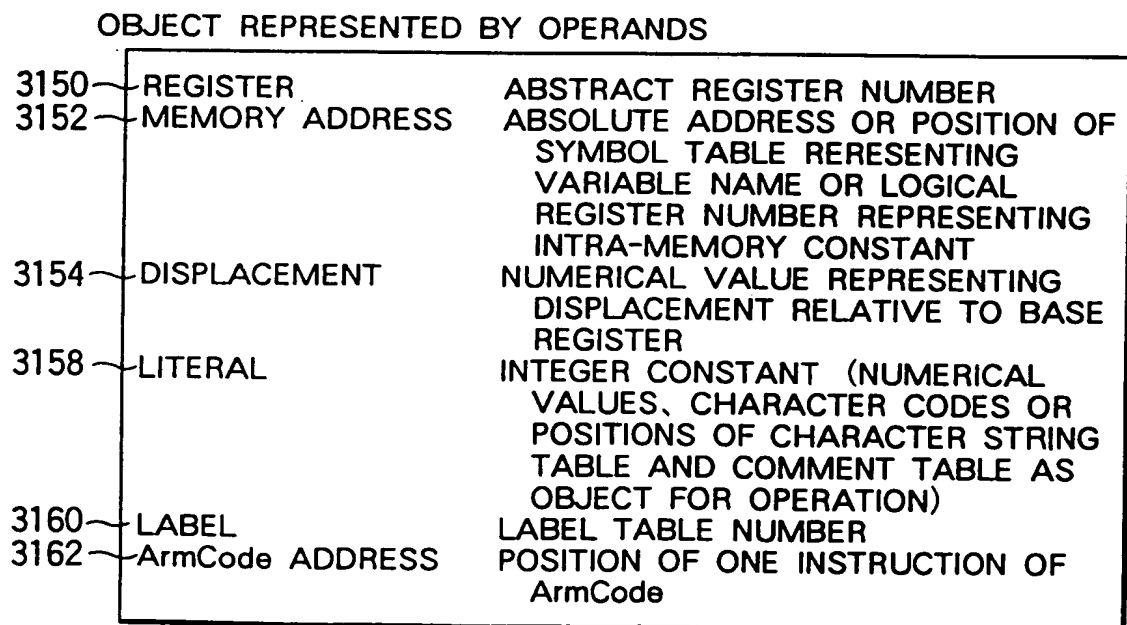 OBJECT REPRESENTED BY OPERANDS
3150 REGISTER ABSTRACT REGISTER NUMBER
3152 MEMORY ADDRESS ABSOLUTE ADDRESS OR POSITION OF
SYMBOL TABLE RERESENTING
VARIABLE NAME OR LOGICAL
REGISTER NUMBER REPRESENTING
INTRA-MEMORY CONSTANT
3154 DISPLACEMENT NUMERICAL VALUE REPRESENTING
DISPLACEMENT RELATIVE TO BASE
REGISTER
3158 LITERAL INTEGER CONSTANT (NUMERICAL
VALUES、CHARACTER CODES OR
POSITIONS OF CHARACTER STRING
TABLE AND COMMENT TABLE AS
OBJECT FOR OPERATION)
3160 LABEL LABEL TABLE NUMBER
3162 ArmCode ADDRESS POSITION OF ONE INSTRUCTION OF
ArmCode